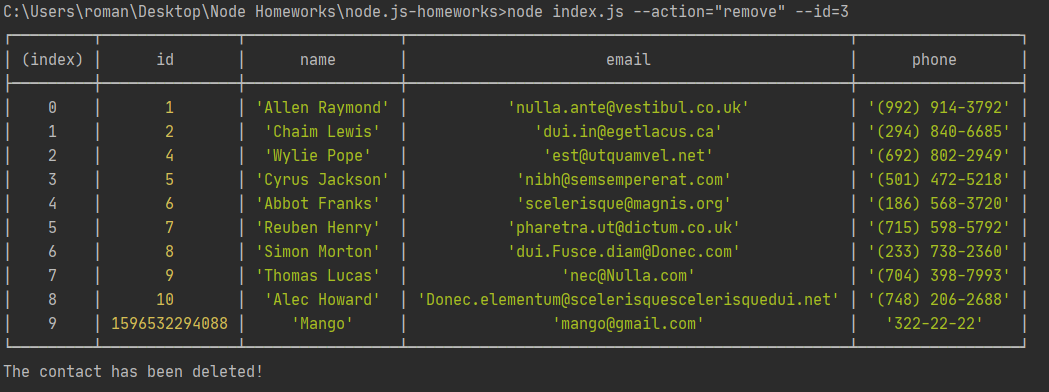 C:\Users\roman\Desktop\Node Homeworks\node.js-homeworks>node index.js --action="remove" --id=3
(index) id name email phone
0 1 'Allen Raymond' 'nulla.ante@vestibul.co.uk' '(992) 914-3792'
1 2 'Chaim Lewis' 'dui.in@egetlacus.ca' '(294) 840-6685'
2 4 'Wylie Pope' 'est@utquamvel.net' '(692) 802-2949'
3 5 'Cyrus Jackson' 'nibh@semsempererat.com' '(501) 472-5218'
4 6 'Abbot Franks' 'scelerisque@magnis.org' '(186) 568-3720'
5 7 'Reuben Henry' 'pharetra.ut@dictum.co.uk' '(715) 598-5792'
6 8 'Simon Morton' 'dui.Fusce.diam@Donec.com' '(233) 738-2360'
7 9 'Thomas Lucas' 'nec@Nulla.com' '(704) 398-7993'
8 10 'Alec Howard' 'Donec.elementum@scelerisquescelerisquedui.net' '(748) 206-2688'
9 1596532294088 'Mango' 'mango@gmail.com' '322-22-22'
The contact has been deleted!